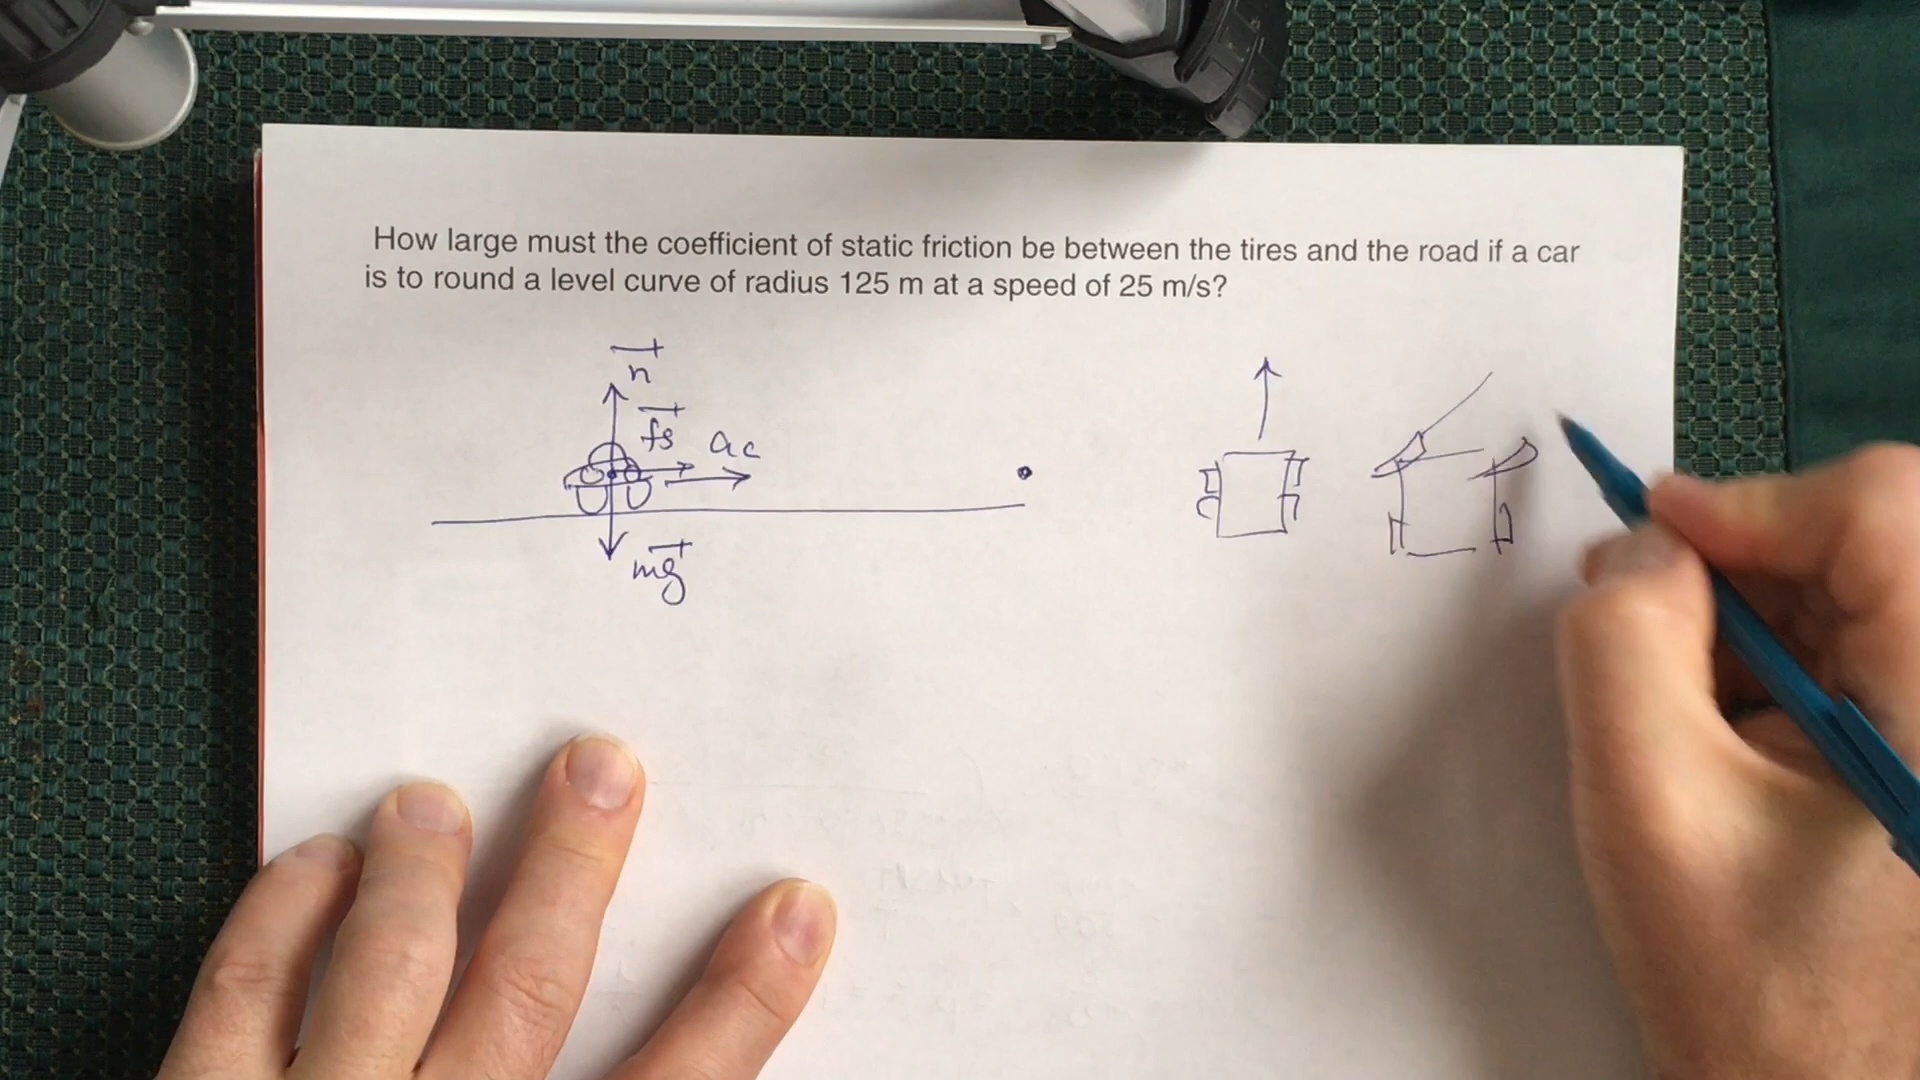 How large must the coefficient of static friction be between the tires and the road if a car
is to round a level curve of radius 125 m at a speed of 25 m/s?
n
fs ac
mg